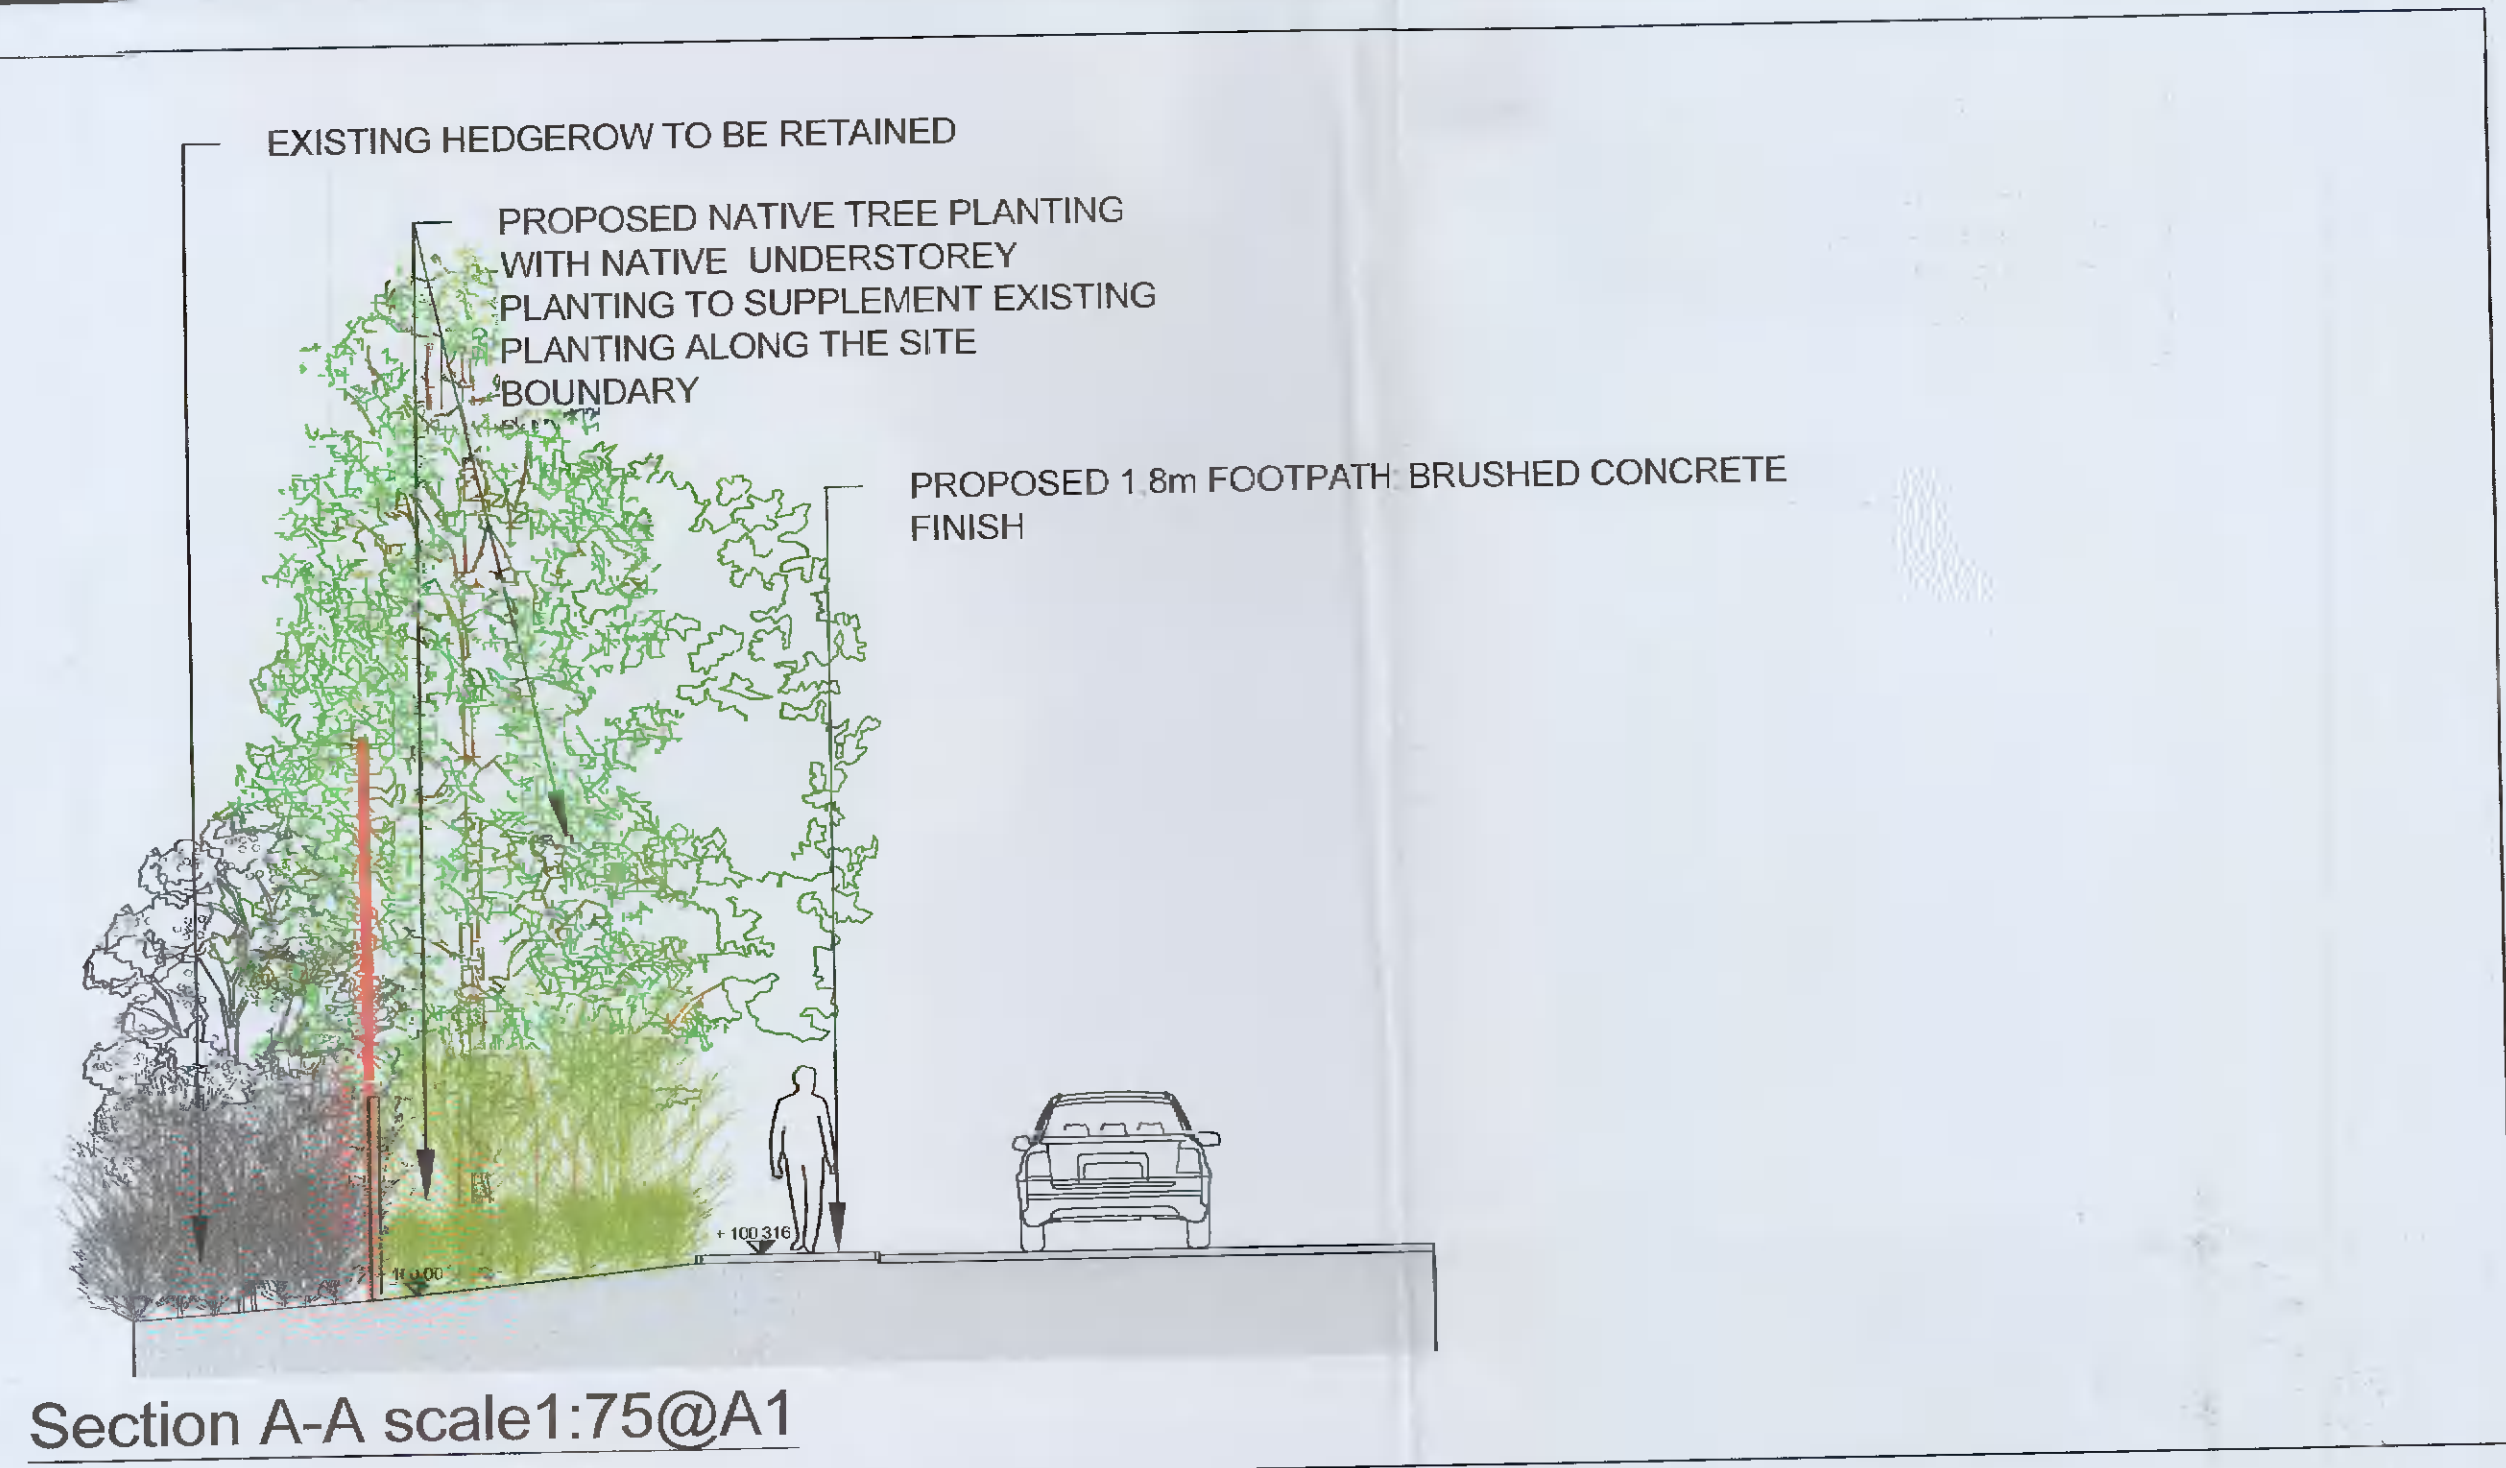 EXISTING HEDGEROW TO BE RETAINED
PROPOSED NATIVE TREE PLANTING
WITH NATIVE UNDERSTOREY
PLANTING TO SUPPLEMENT EXISTING
PLANTING ALONG THE SITE
BOUNDARY
PROPOSED 1.8m FOOTPATH: BRUSHED CONCRETE
FINISH
+ 100.316
Section A-A scale1:75@A1